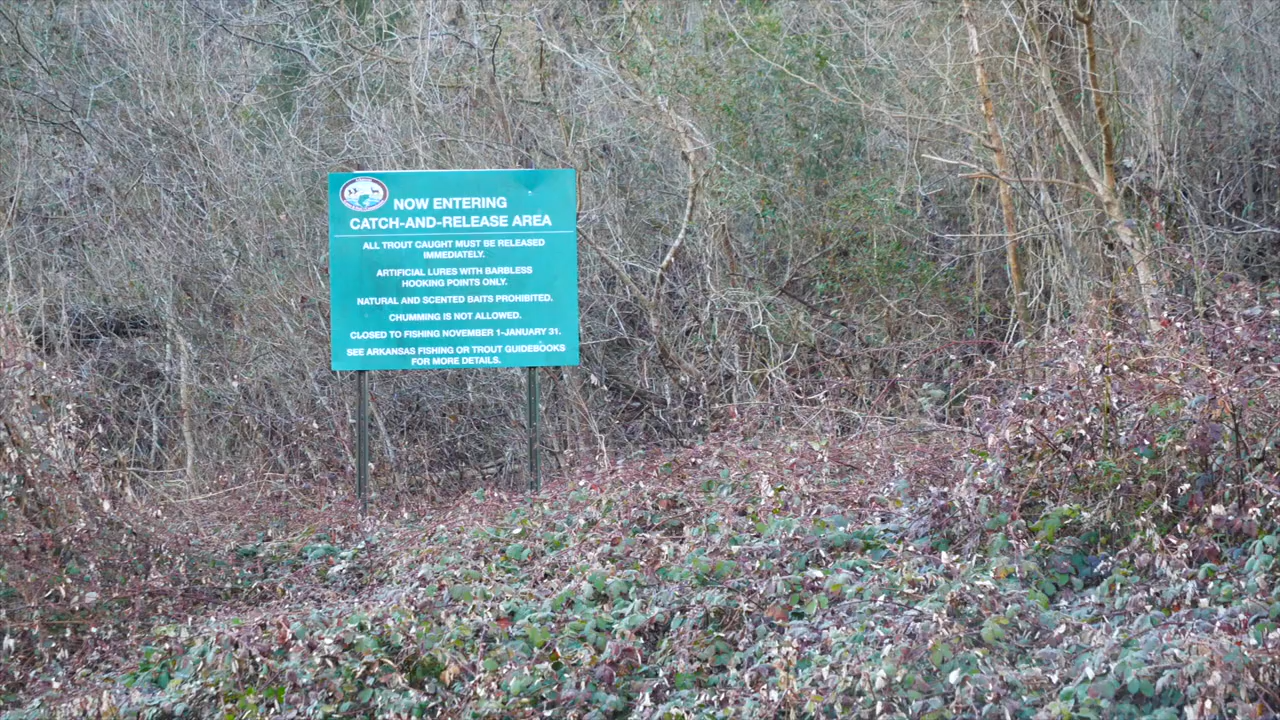 NOW ENTERING
CATCH-AND-RELEASE AREA
ALL TROUT CAUGHT MUST BE RELEASED
IMMEDIATELY.
ARTIFICIAL LURES WITH BARBLESS
HOOKING POINTS ONLY.
NATURAL AND SCENTED BAITS PROHIBITED.
CHUMMING IS NOT ALLOWED.
CLOSED TO FISHING NOVEMBER 1-JANUARY 31.
SEE ARKANSAS FISHING OR TROUT GUIDEBOOKS
FOR MORE DETAILS.